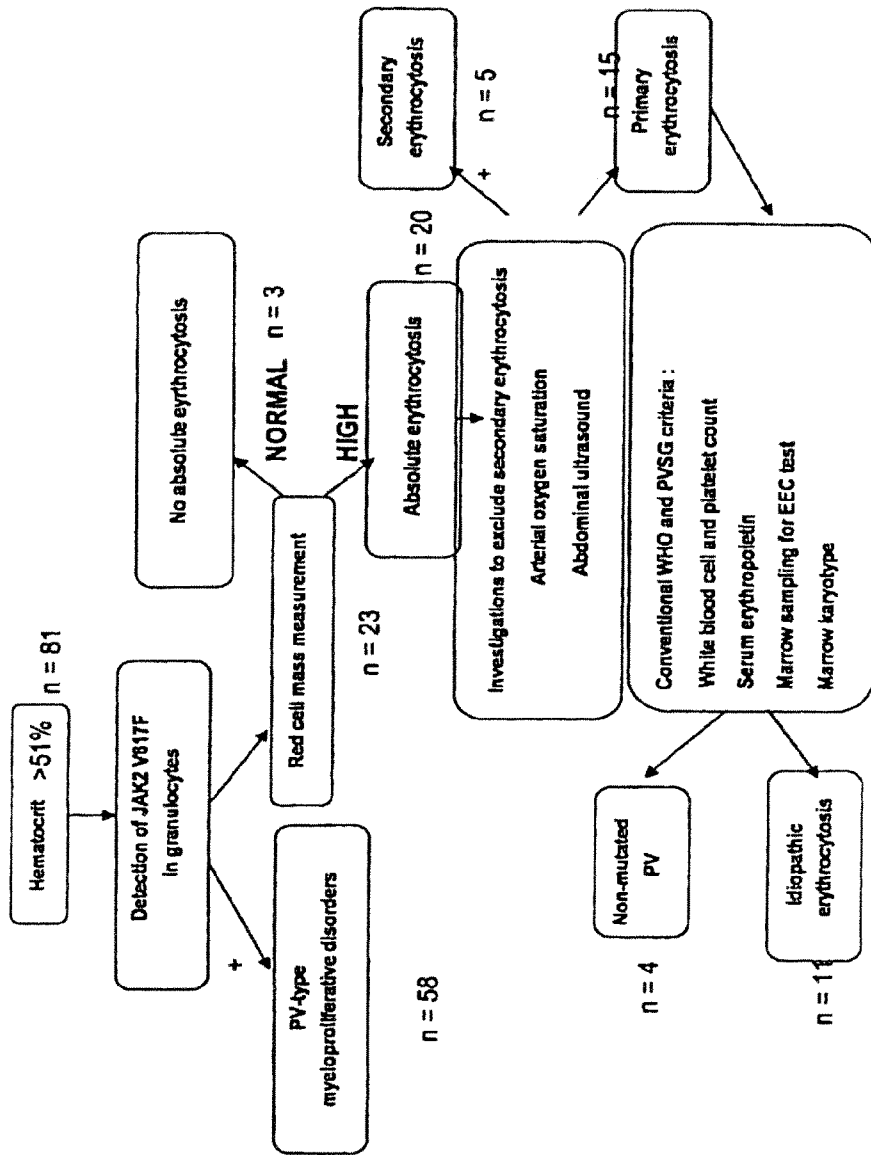 Hematocrit >51%
n = 81
Detection of JAK2 V617F
in granulocytes
+
PV-type
myeloproliferative disorders
n = 58
Red cell mass measurement
n = 23
NORMAL n = 3
No absolute eyrthrocytosis
HIGH
Absolute erythrocytosis
n = 20
Investigations to exclude secondary erythrocytosis
Arterial oxygen saturation
Abdominal ultrasound
+
n = 5
Secondary
erythrocytosis
n = 15
Primary
erythrocytosis
Conventional WHO and PVSG criteria :
White blood cell and platelet count
Serum erythropoietin
Marrow sampling for EEC test
Marrow karyotype
Non-mutated
PV
n = 4
Idiopathic
erythrocytosis
n = 11